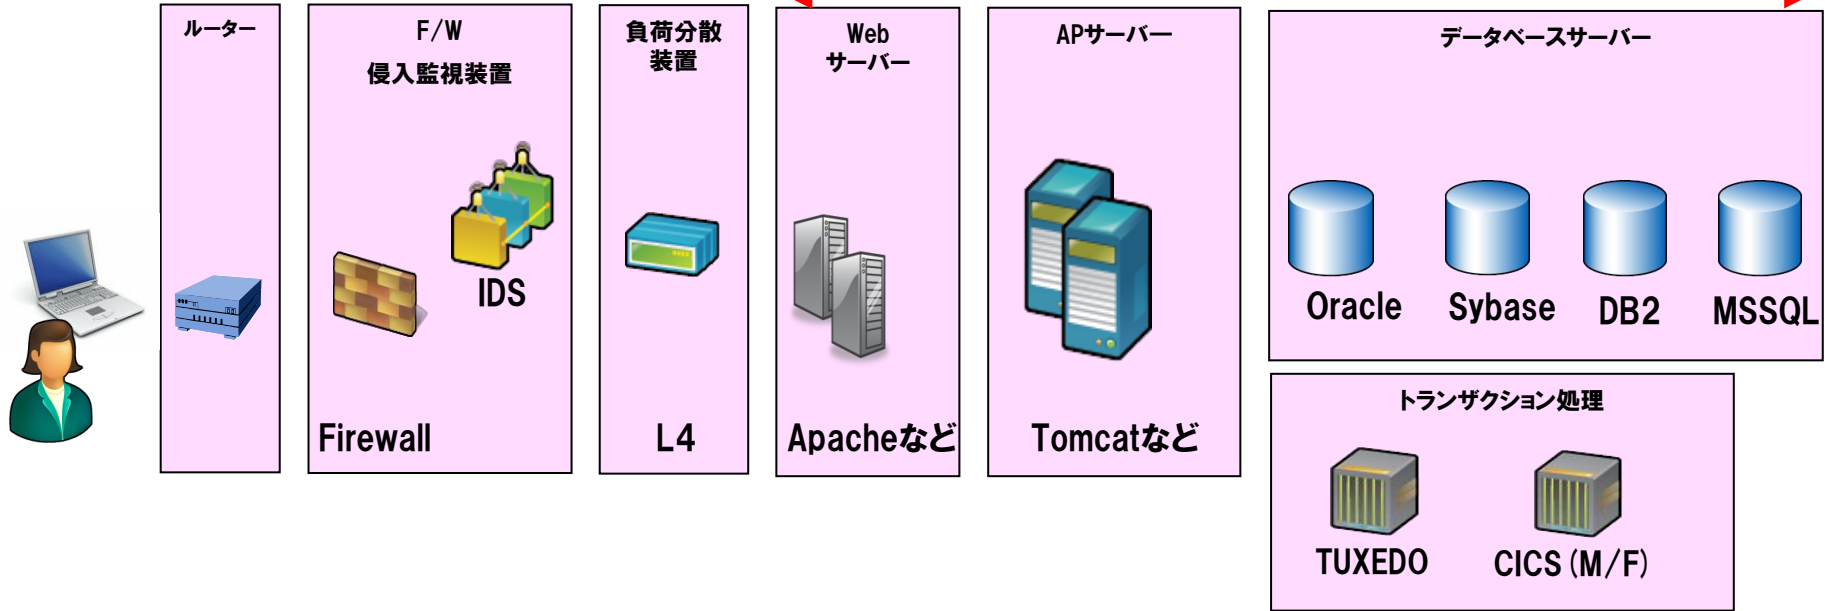 ルーター
F/W
侵入監視装置
IDS
Firewall
負荷分散
装置
L4
Web
サーバー
Apacheなど
APサーバー
Tomcatなど
データベースサーバー
Oracle
Sybase
DB2
MSSQL
トランザクション処理
TUXEDO
CICS(M/F)